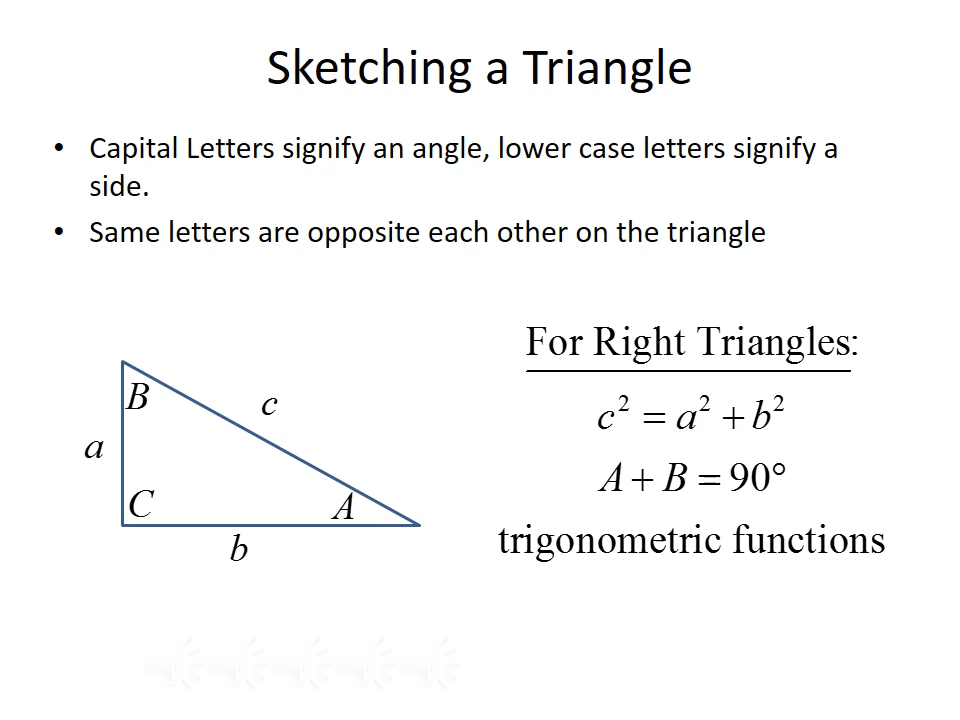 Sketching a Triangle
• Capital Letters signify an angle, lower case letters signify a
side.
• Same letters are opposite each other on the triangle
B
c
a
C
A
b
For Right Triangles:
c² = a² + b²
A + B = 90°
trigonometric functions